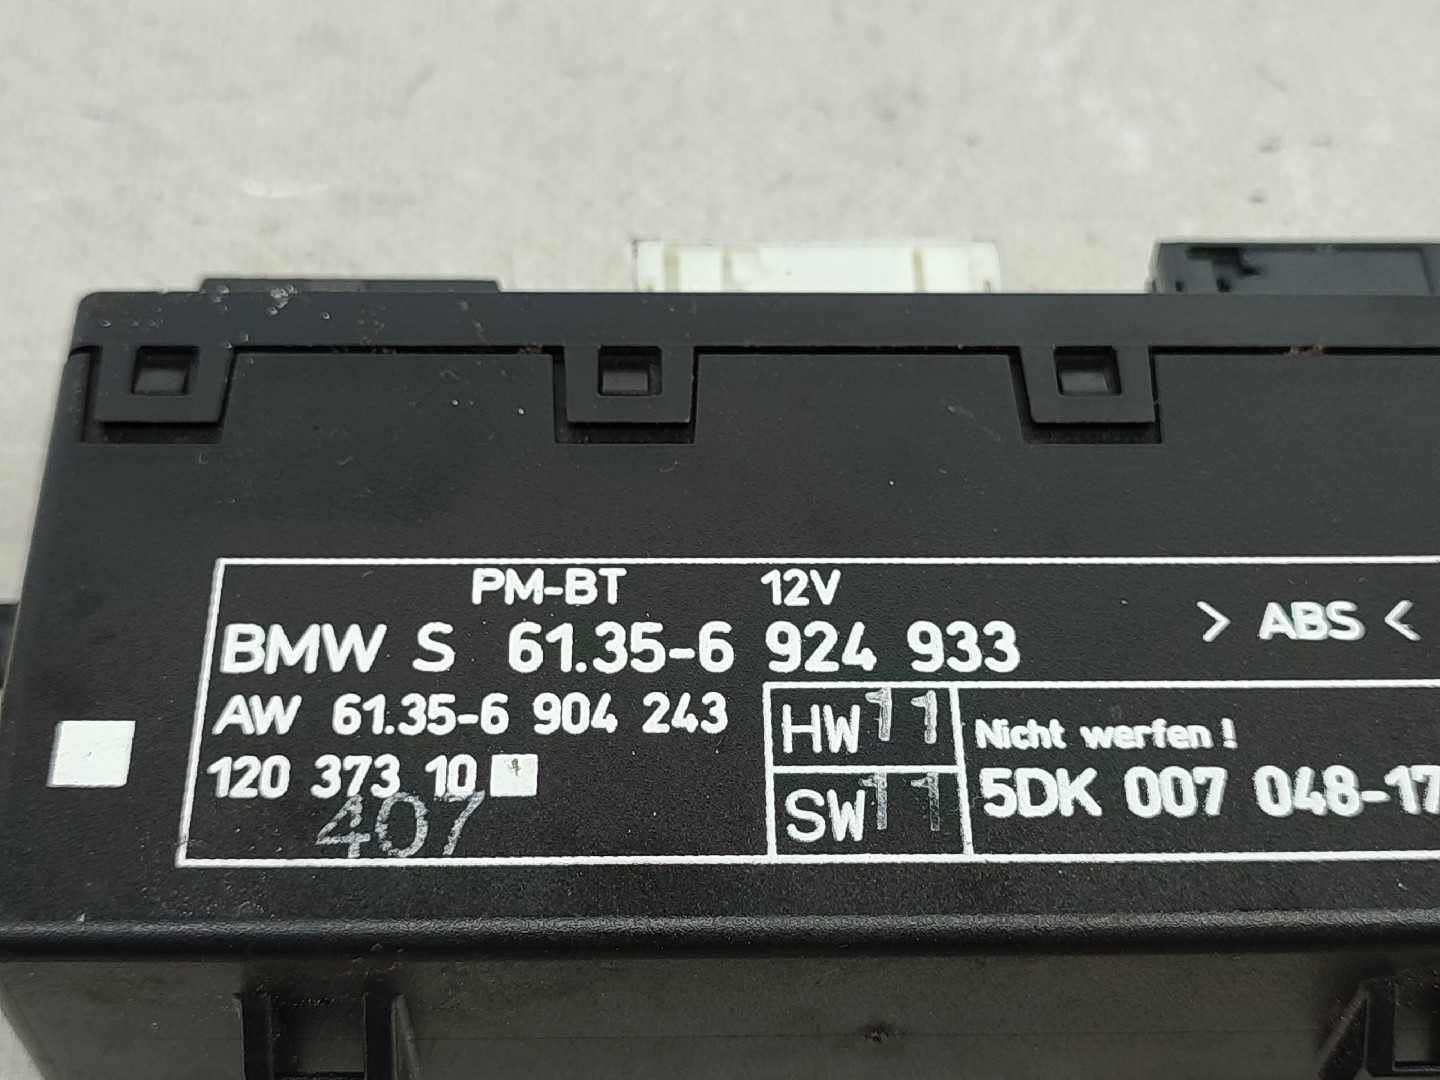 PM-BT 12V
BMW S 61.35-6 924 933
> ABS <
AW 61.35-6 904 243
HW 11
Nicht werfen!
120 373 10
SW 11
5DK 007 048-17
407